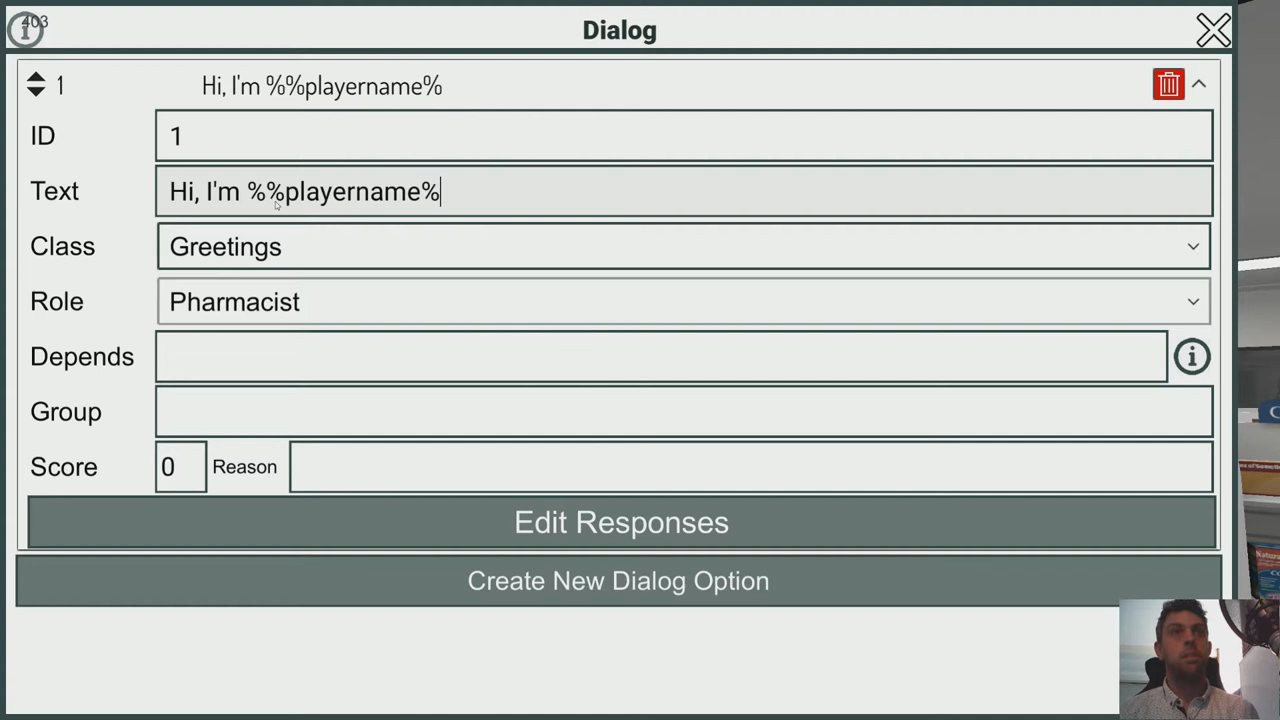 403
Dialog
1 Hi, I'm %%playername%
ID 1
Text Hi, I'm %%playername%
Class Greetings
Role Pharmacist
Depends
Group
Score 0 Reason
Edit Responses
Create New Dialog Option